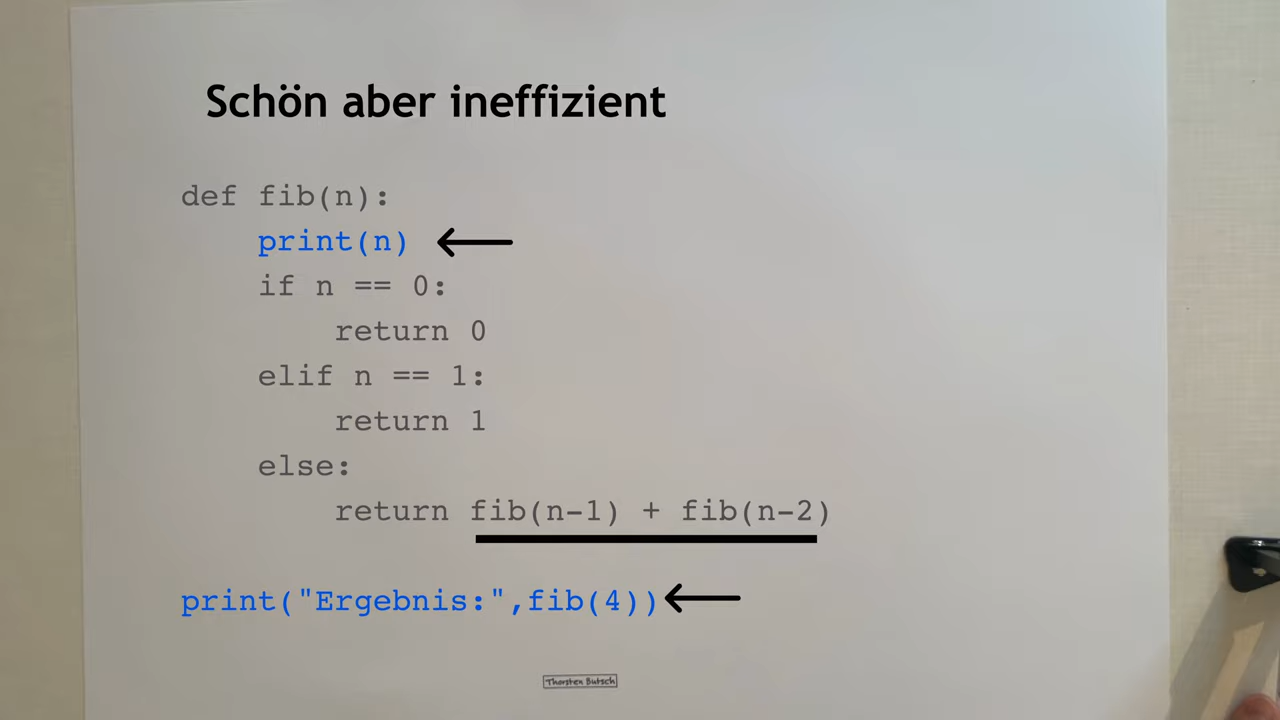 Schön aber ineffizient
def fib(n):
    print(n)
    if n == 0:
        return 0
    elif n == 1:
        return 1
    else:
        return fib(n-1) + fib(n-2)
print("Ergebnis:",fib(4))
Thorsten Butsch